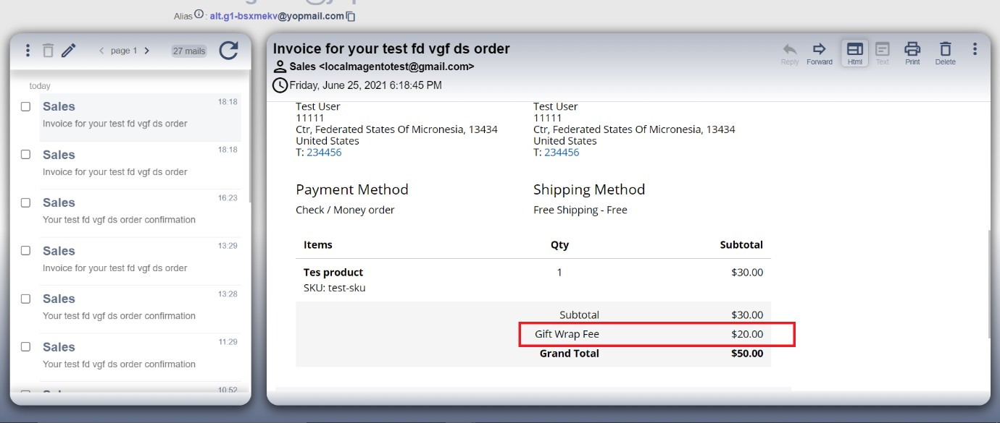 Alias : alt.g1-bsxmekv@yopmail.com
page 1
27 mails
today
Sales 18:18
Invoice for your test fd vgf ds order
Sales 18:18
Invoice for your test fd vgf ds order
Sales 16:23
Your test fd vgf ds order confirmation
Sales 13:29
Invoice for your test fd vgf ds order
Sales 13:28
Your test fd vgf ds order confirmation
Sales 11:29
Your test fd vgf ds order confirmation
10:52
Invoice for your test fd vgf ds order
Sales <localmagentotest@gmail.com>
Friday, June 25, 2021 6:18:45 PM
Reply Forward Html Text Print Delete
Test User Test User
11111 11111
Ctr, Federated States Of Micronesia, 13434 Ctr, Federated States Of Micronesia, 13434
United States United States
T: 234456 T: 234456
Payment Method Shipping Method
Check / Money order Free Shipping - Free
Items Qty Subtotal
Tes product 1 $30.00
SKU: test-sku
Subtotal $30.00
Gift Wrap Fee $20.00
Grand Total $50.00